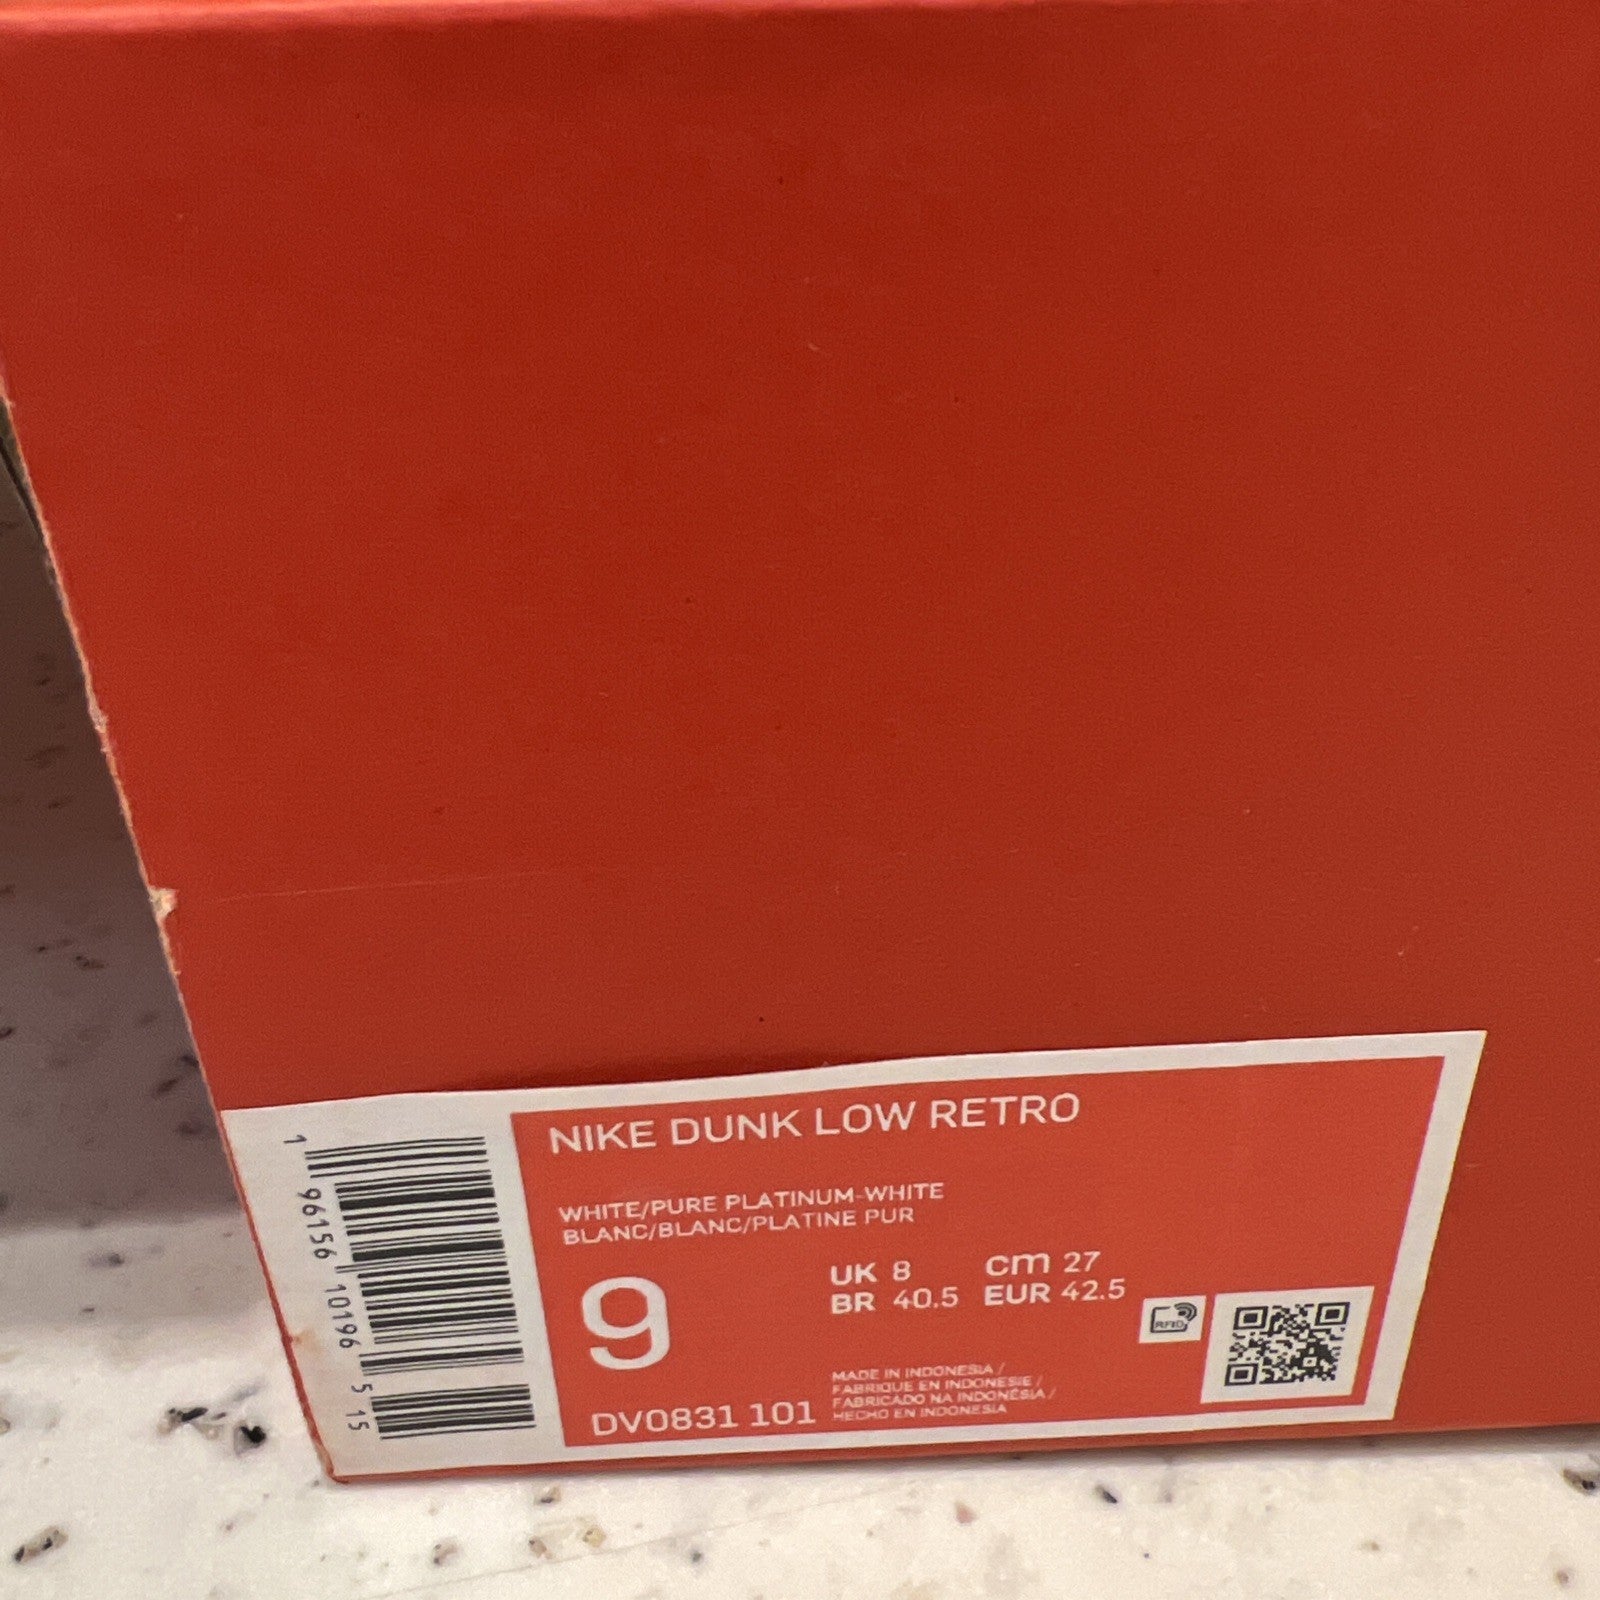 NIKE DUNK LOW RETRO
WHITE/PURE PLATINUM-WHITE
BLANC/BLANC/PLATINE PUR
9
UK 8 cm 27
BR 40.5 EUR 42.5
RFID
MADE IN INDONESIA /
FABRIQUE EN INDONESIE /
FABRICADO NA INDONÉSIA /
HECHO EN INDONESIA
DV0831 101
1 96156 10196 5 15